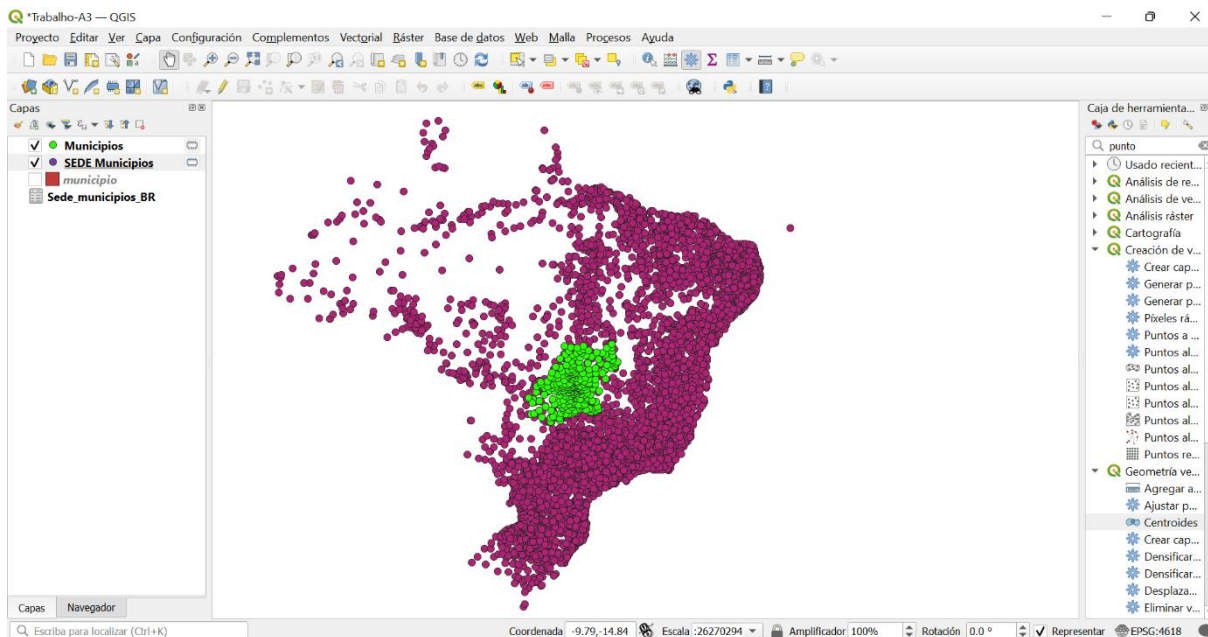 *Trabalho-A3 — QGIS
Proyecto Editar Ver Capa Configuración Complementos Vectorial Ráster Base de datos Web Malla Procesos Ayuda
Capas
Municipios
SEDE Municipios
municipio
Sede_municipios_BR
Capas Navegador
Caja de herramienta...
punto
Usado recient...
Análisis de re...
Análisis de ve...
Análisis ráster
Cartografía
Creación de v...
Crear cap...
Generar p...
Generar p...
Píxeles rá...
Puntos a ...
Puntos al...
Puntos al...
Puntos al...
Puntos al...
Puntos al...
Puntos al...
Puntos re...
Geometría ve...
Agregar a...
Ajustar p...
Centroides
Crear cap...
Densificar...
Densificar...
Desplaza...
Eliminar v...
Escriba para localizar (Ctrl+K) Coordenada -9.79,-14.84 Escala :26270294 Amplificador 100% Rotación 0.0 ° Representar EPSG:4618